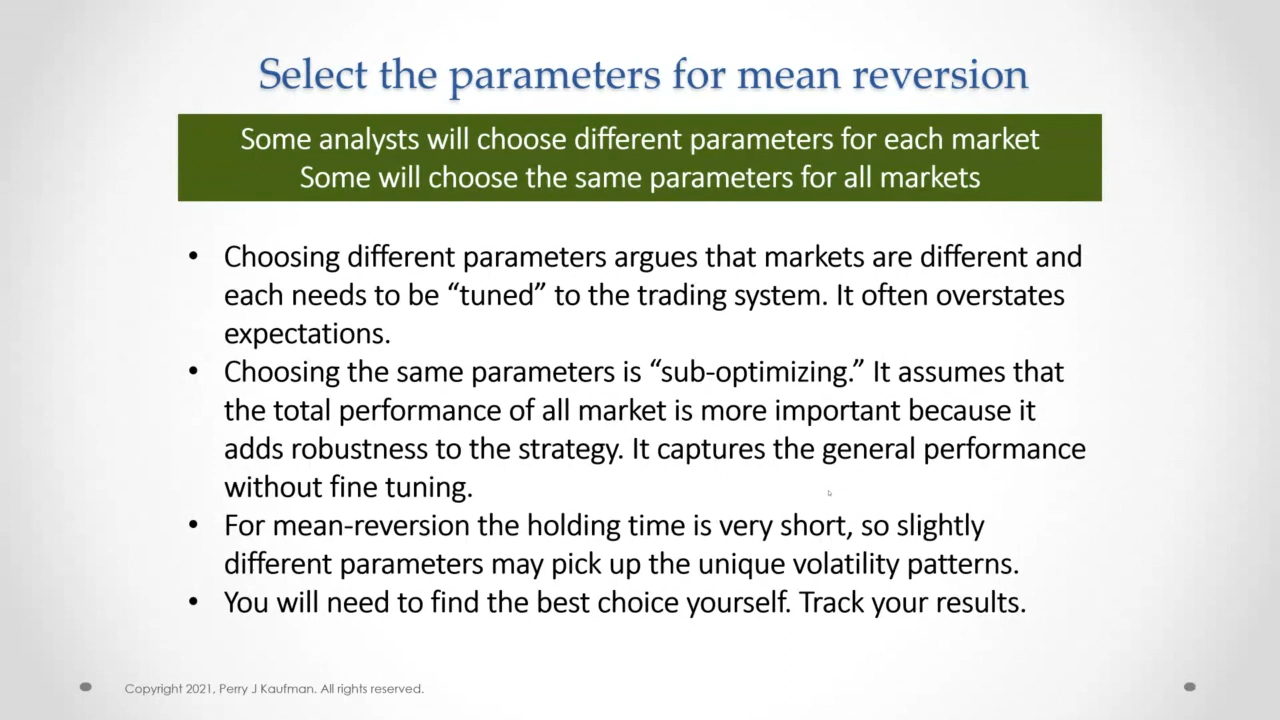 Select the parameters for mean reversion
Some analysts will choose different parameters for each market
Some will choose the same parameters for all markets
• Choosing different parameters argues that markets are different and
each needs to be “tuned” to the trading system. It often overstates
expectations.
• Choosing the same parameters is “sub-optimizing.” It assumes that
the total performance of all market is more important because it
adds robustness to the strategy. It captures the general performance
without fine tuning.
• For mean-reversion the holding time is very short, so slightly
different parameters may pick up the unique volatility patterns.
• You will need to find the best choice yourself. Track your results.
Copyright 2021, Perry J Kaufman. All rights reserved.